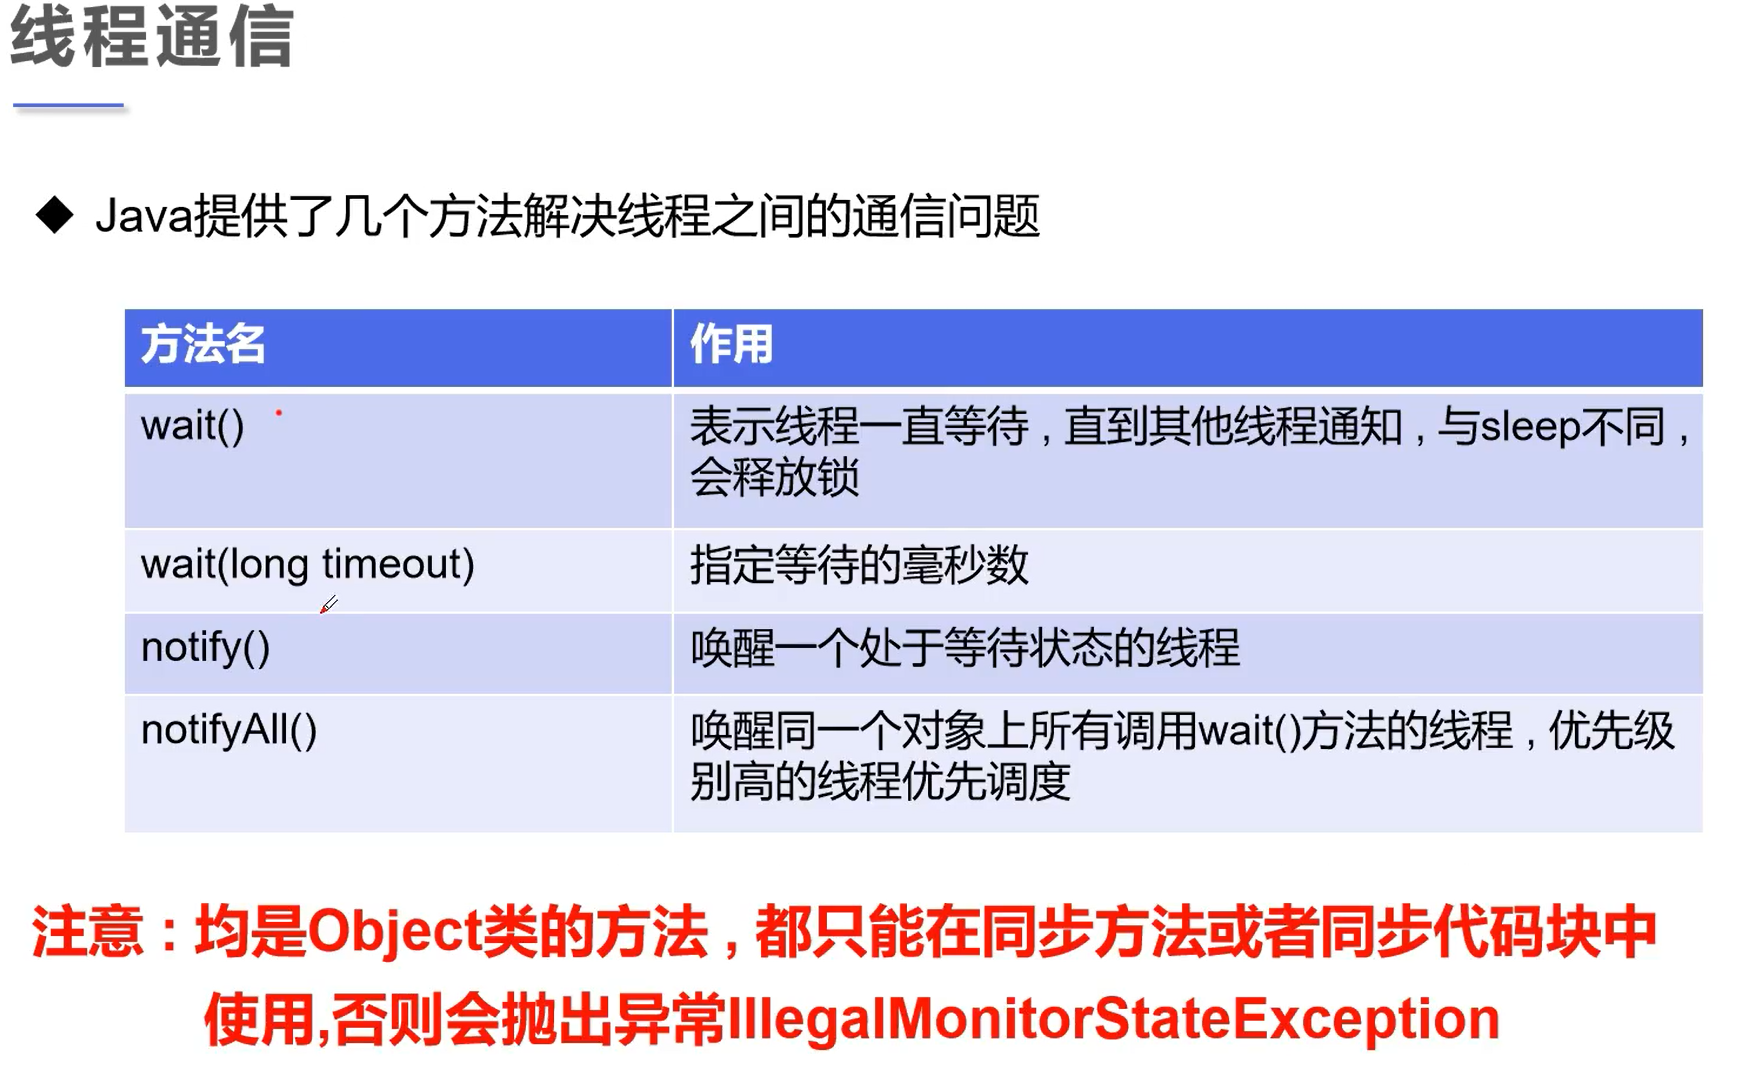 线程通信
◆ Java提供了几个方法解决线程之间的通信问题
方法名 作用
wait() 表示线程一直等待，直到其他线程通知，与sleep不同，
会释放锁
wait(long timeout) 指定等待的毫秒数
notify() 唤醒一个处于等待状态的线程
notifyAll() 唤醒同一个对象上所有调用wait()方法的线程，优先级
别高的线程优先调度
注意：均是Object类的方法，都只能在同步方法或者同步代码块中
使用,否则会抛出异常IllegalMonitorStateException